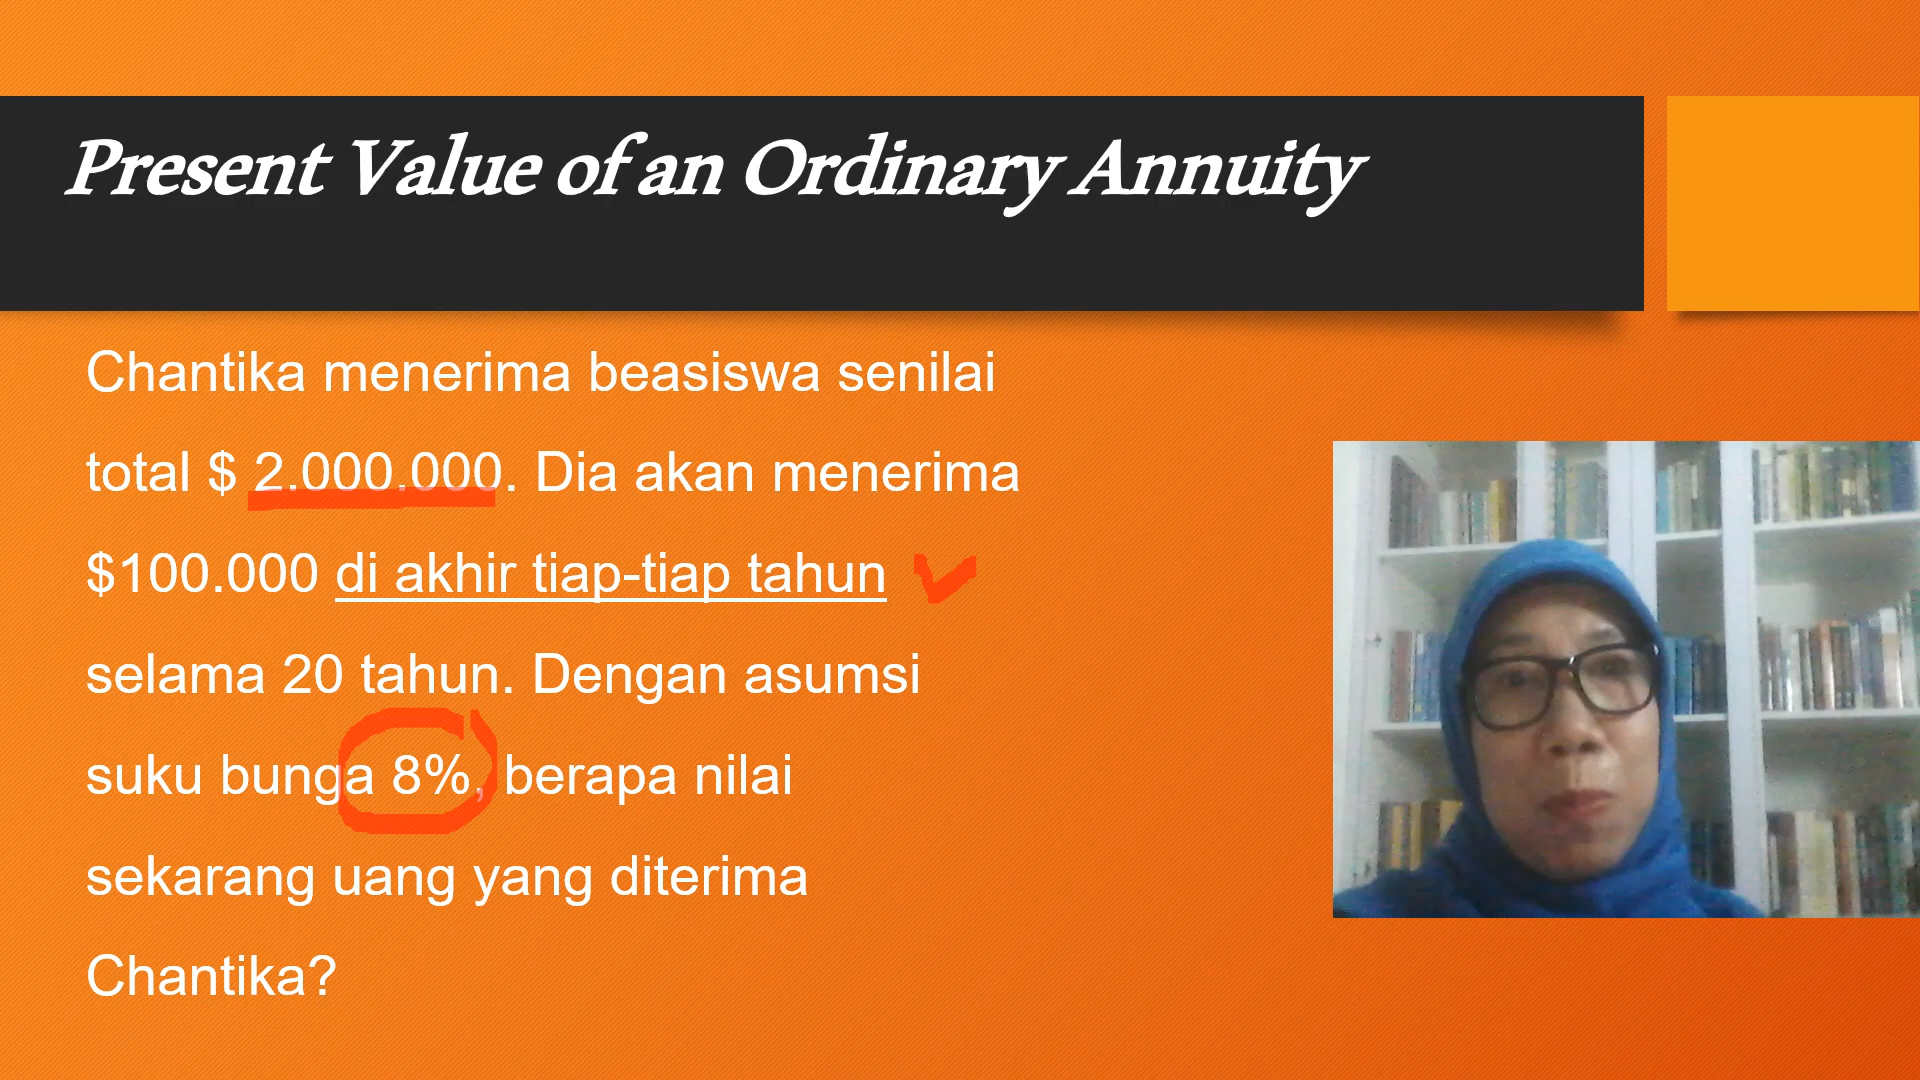 Present Value of an Ordinary Annuity
Chantika menerima beasiswa senilai
total $ 2.000.000. Dia akan menerima
$100.000 di akhir tiap-tiap tahun
selama 20 tahun. Dengan asumsi
suku bunga 8%, berapa nilai
sekarang uang yang diterima
Chantika?